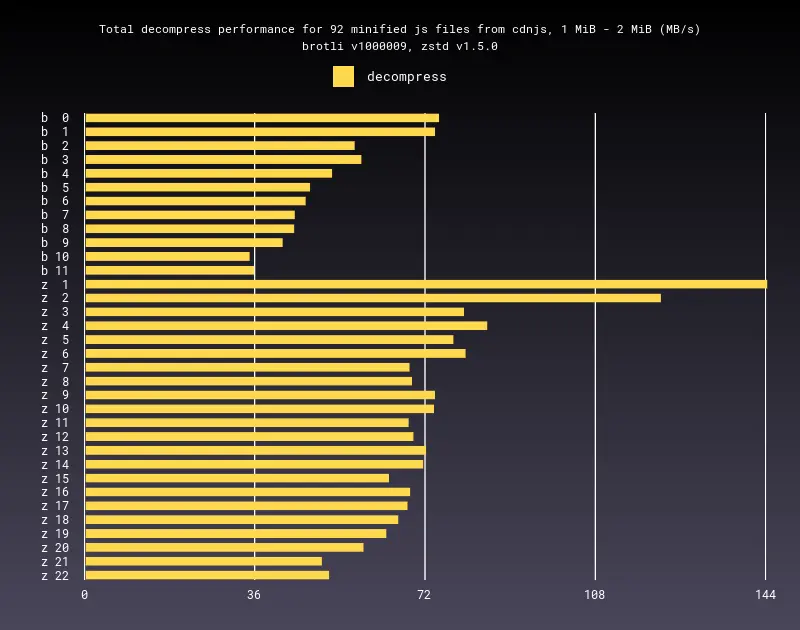 Total decompress performance for 92 minified js files from cdnjs, 1 MiB - 2 MiB (MB/s)
brotli v1000009, zstd v1.5.0
decompress
b 0
b 1
b 2
b 3
b 4
b 5
b 6
b 7
b 8
b 9
b 10
b 11
z 1
z 2
z 3
z 4
z 5
z 6
z 7
z 8
z 9
z 10
z 11
z 12
z 13
z 14
z 15
z 16
z 17
z 18
z 19
z 20
z 21
z 22
0 36 72 108 144